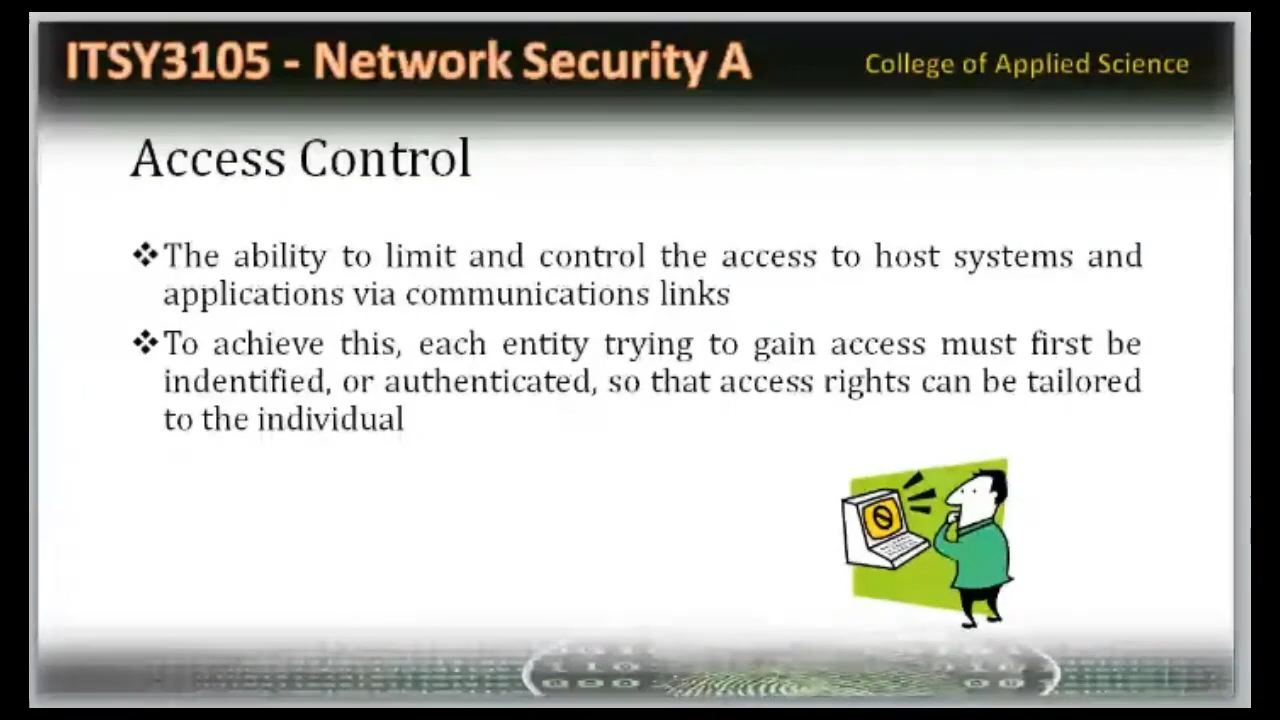 ITSY3105 - Network Security A
College of Applied Science
Access Control
❖The ability to limit and control the access to host systems and
applications via communications links
❖To achieve this, each entity trying to gain access must first be
indentified, or authenticated, so that access rights can be tailored
to the individual